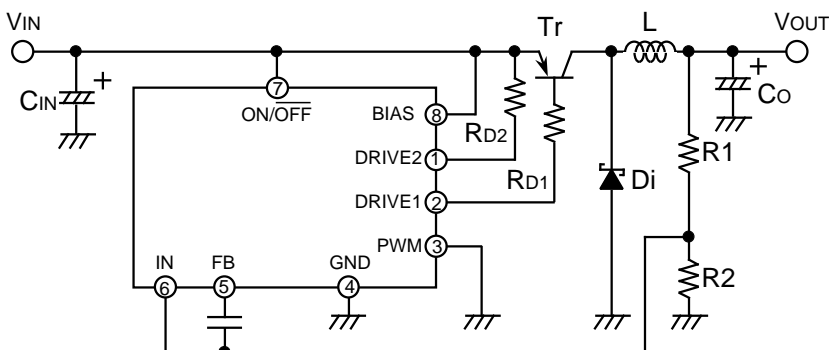 VIN
Tr
L
VOUT
+
CIN
7
ON/OFF
BIAS
8
RD2
+
CO
DRIVE2
1
RD1
R1
Di
DRIVE1
2
PWM
3
IN
FB
GND
6
5
4
R2